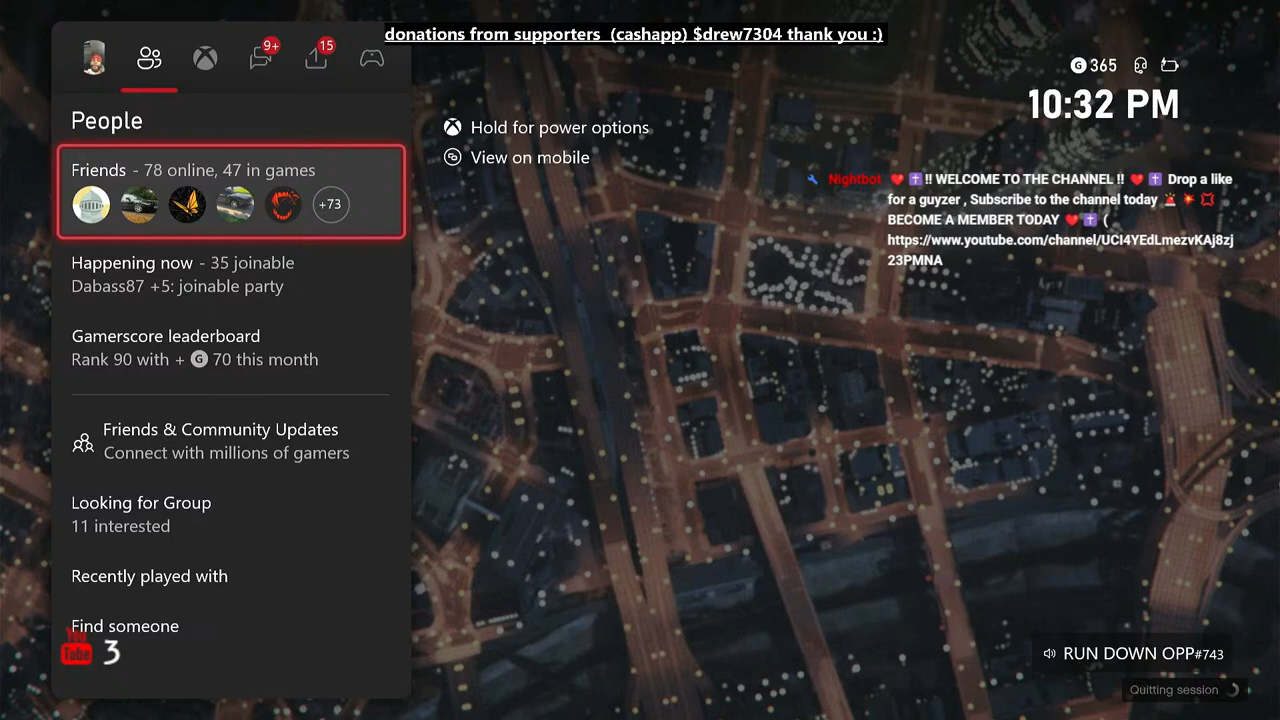 donations from supporters (cashapp) $drew7304 thank you :)
9+
15
G 365
10:32 PM
People
Hold for power options
View on mobile
Friends - 78 online, 47 in games
+73
Nightbot !! WELCOME TO THE CHANNEL !! Drop a like
for a guyzer , Subscribe to the channel today
BECOME A MEMBER TODAY (
https://www.youtube.com/channel/UCI4YEdLmezvKAj8zj
23PMNA
Happening now - 35 joinable
Dabass87 +5: joinable party
Gamerscore leaderboard
Rank 90 with + G 70 this month
Friends & Community Updates
Connect with millions of gamers
Looking for Group
11 interested
Recently played with
Find someone
You
Tube 3
RUN DOWN OPP#743
Quitting session